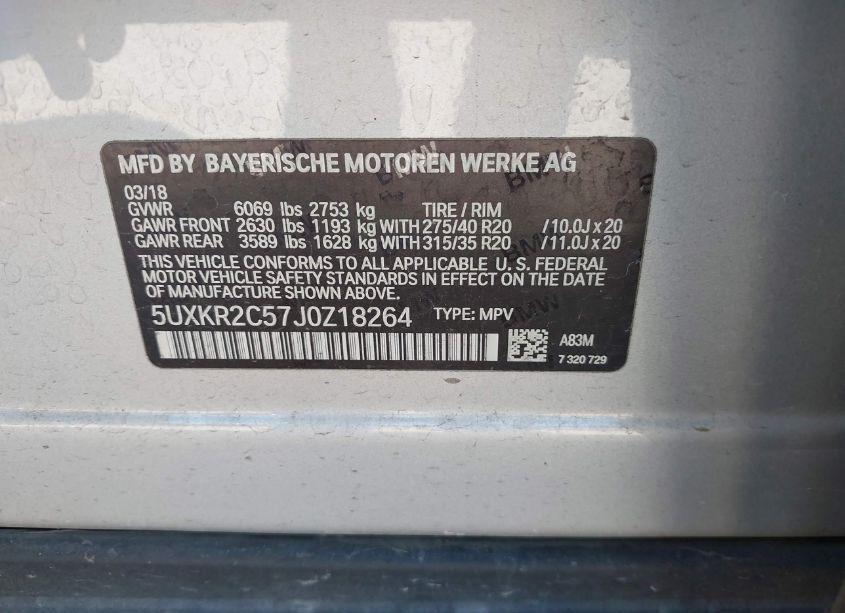 MFD BY BAYERISCHE MOTOREN WERKE AG
03/18
GVWR 6069 lbs 2753 kg TIRE / RIM
GAWR FRONT 2630 lbs 1193 kg WITH 275/40 R20 /10.0J x 20
GAWR REAR 3589 lbs 1628 kg WITH 315/35 R20 /11.0J x 20
THIS VEHICLE CONFORMS TO ALL APPLICABLE U. S. FEDERAL
MOTOR VEHICLE SAFETY STANDARDS IN EFFECT ON THE DATE
OF MANUFACTURE SHOWN ABOVE.
5UXKR2C57J0Z18264 TYPE: MPV
A83M
7 320 729